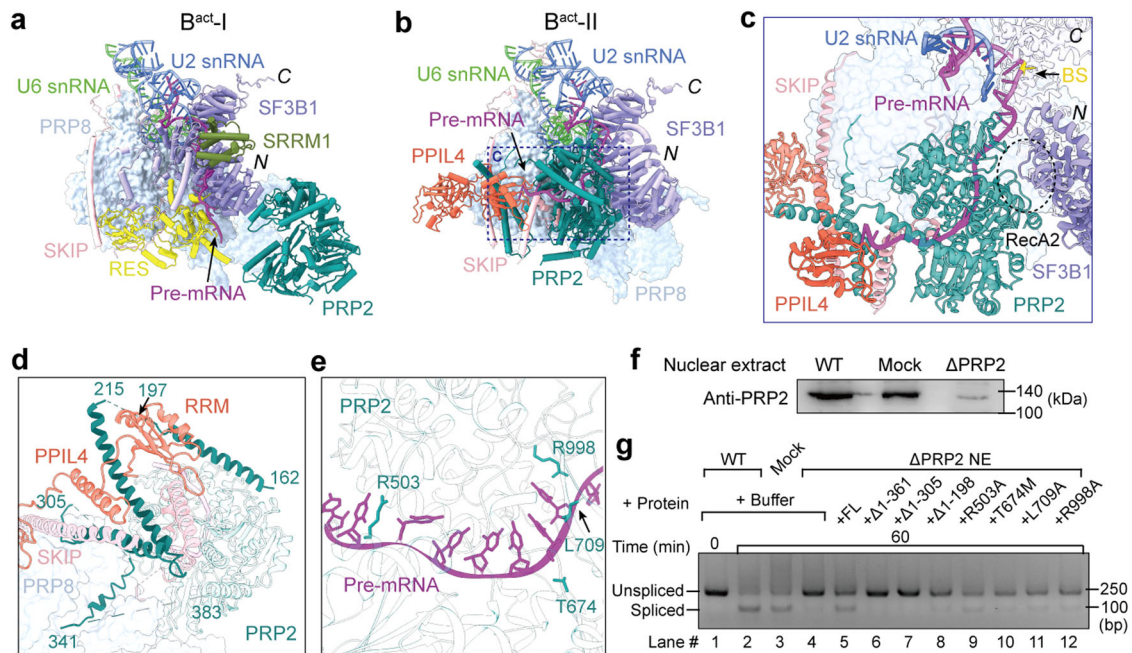 a
B^act-I
U6 snRNA
U2 snRNA
C
PRP8
SF3B1
SRRM1
N
SKIP
RES
Pre-mRNA
PRP2
b
B^act-II
U6 snRNA
U2 snRNA
C
Pre-mRNA
SF3B1
PPIL4
c
N
SKIP
PRP2
PRP8
c
U2 snRNA
C
SKIP
BS
Pre-mRNA
N
RecA2
SF3B1
PPIL4
PRP2
d
215
197
RRM
PPIL4
162
305
SKIP
PRP8
383
341
PRP2
e
PRP2
R998
R503
L709
Pre-mRNA
T674
f
Nuclear extract WT Mock ΔPRP2
Anti-PRP2
140 (kDa)
100
g
WT Mock ΔPRP2 NE
+ Protein + Buffer +FL +Δ1-361 +Δ1-305 +Δ1-198 +R503A +T674M +L709A +R998A
Time (min) 0 60
Unspliced 250
Spliced 100
(bp)
Lane # 1 2 3 4 5 6 7 8 9 10 11 12